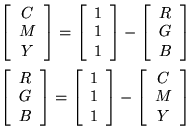 [ C M Y ] = [ 1 1 1 ] − [ R G B ]
[ R G B ] = [ 1 1 1 ] − [ C M Y ]